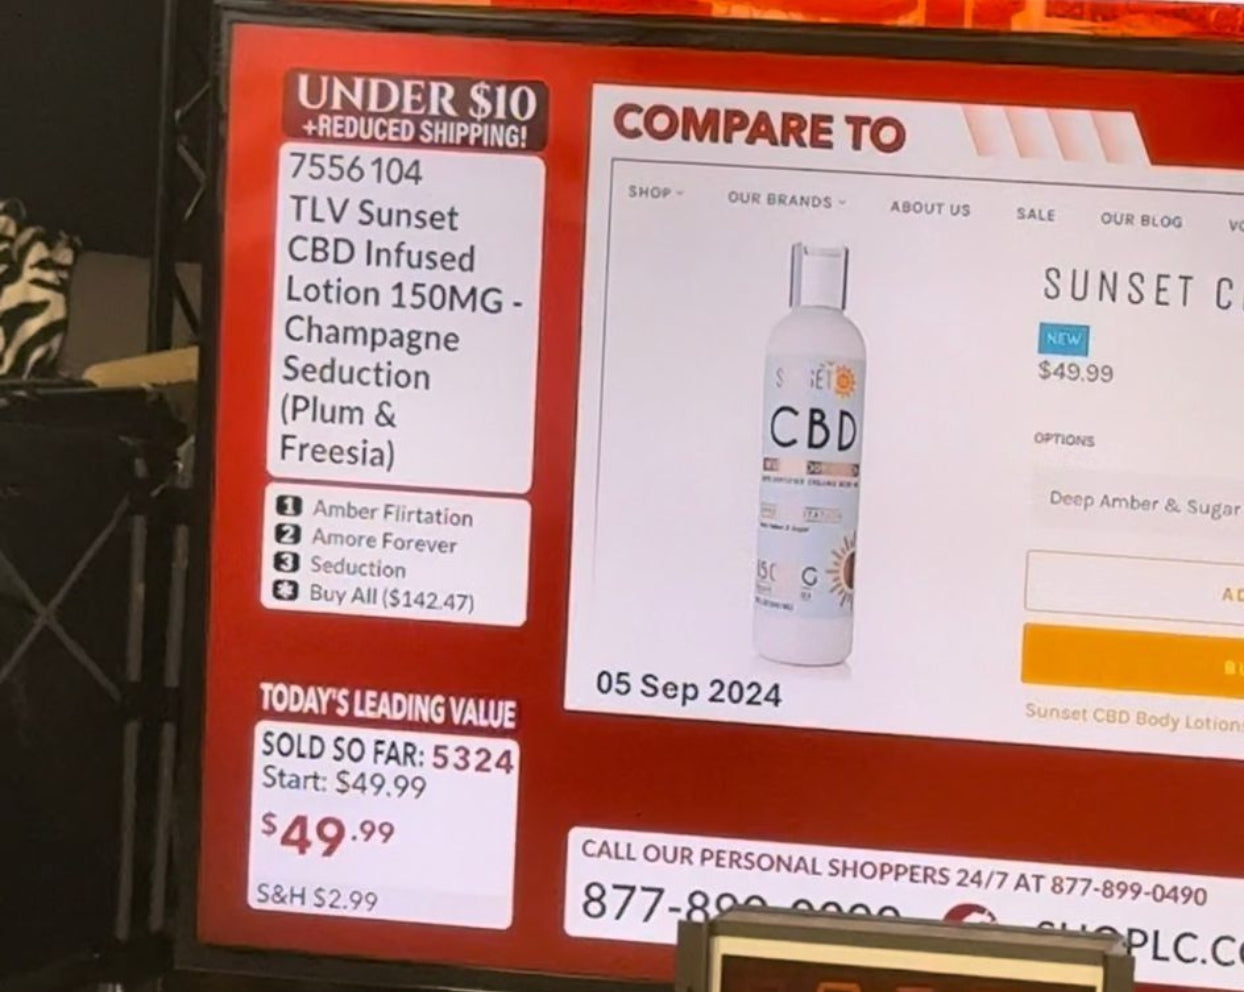 UNDER $10
+REDUCED SHIPPING!
7556104
TLV Sunset
CBD Infused
Lotion 150MG -
Champagne
Seduction
(Plum &
Freesia)
1 Amber Flirtation
2 Amore Forever
3 Seduction
* Buy All ($142.47)
TODAY'S LEADING VALUE
SOLD SO FAR: 5324
Start: $49.99
$49.99
S&H $2.99
COMPARE TO
SHOP
OUR BRANDS
ABOUT US
SALE
OUR BLOG
SUNSET
NEW
$49.99
OPTIONS
Deep Amber & Sugar
CBD
05 Sep 2024
Sunset CBD Body Lotion
CALL OUR PERSONAL SHOPPERS 24/7 AT 877-899-0490
877-